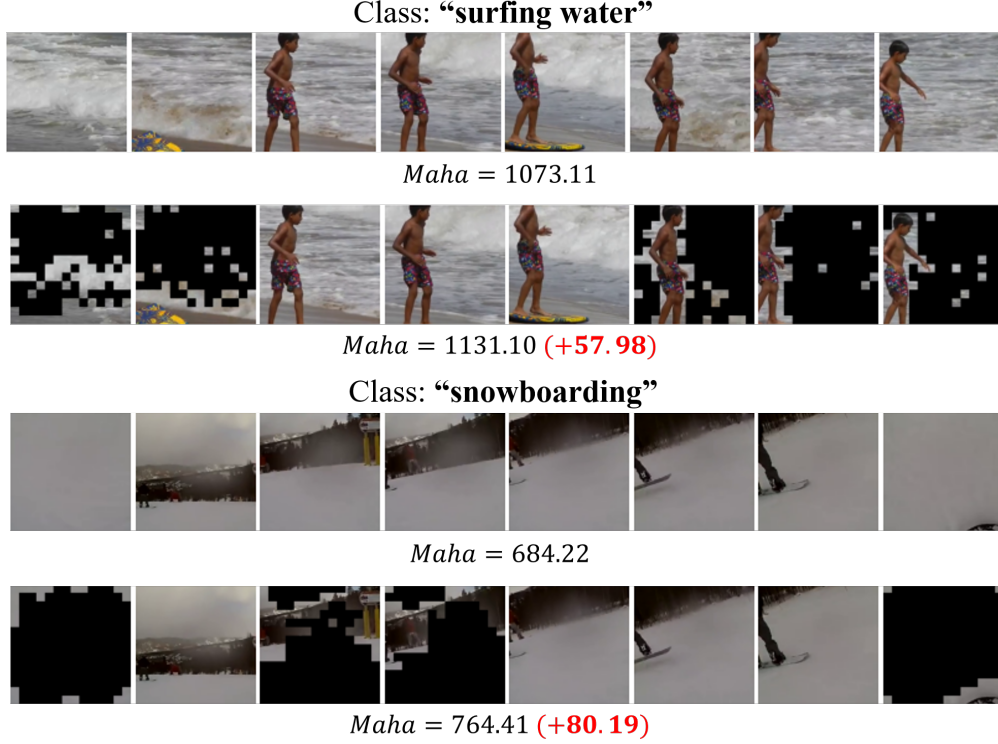 Class: “surfing water”
Maha = 1073.11
Maha = 1131.10 (+57.98)
Class: “snowboarding”
Maha = 684.22
Maha = 764.41 (+80.19)